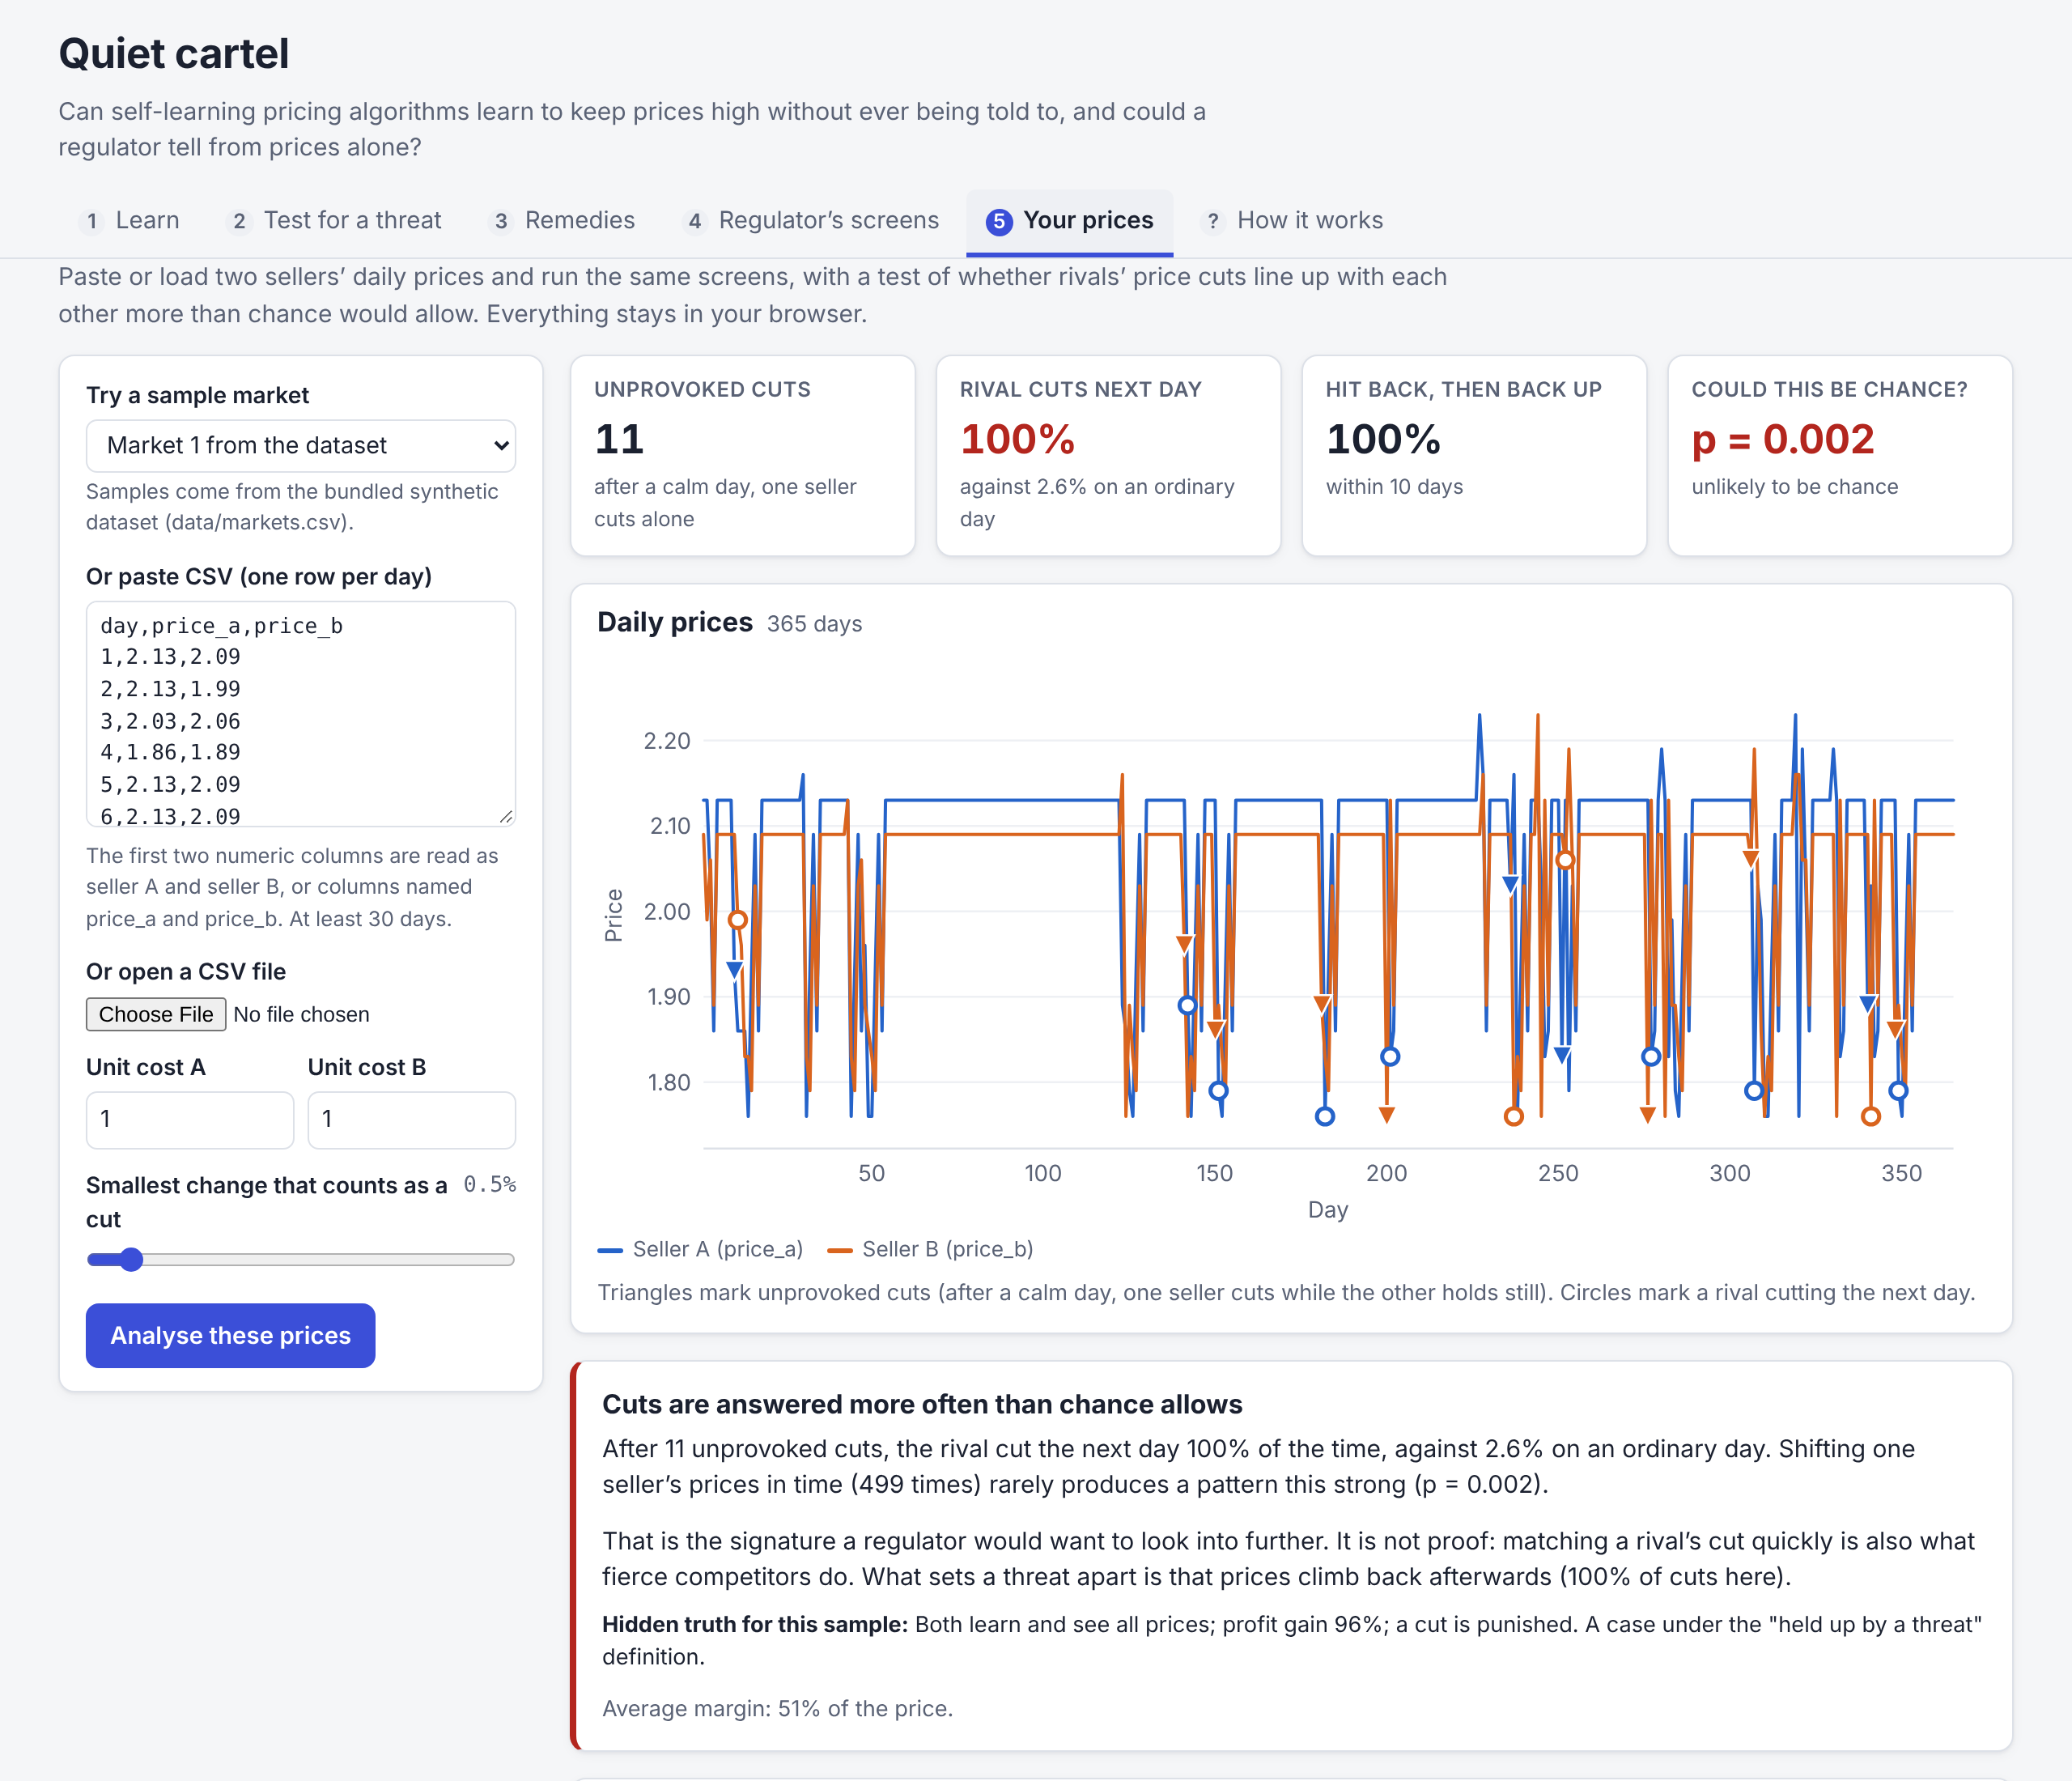 Quiet cartel
Can self-learning pricing algorithms learn to keep prices high without ever being told to, and could a
regulator tell from prices alone?
1 Learn
2 Test for a threat
3 Remedies
4 Regulator’s screens
5 Your prices
? How it works
Paste or load two sellers’ daily prices and run the same screens, with a test of whether rivals’ price cuts line up with each
other more than chance would allow. Everything stays in your browser.
Try a sample market
Market 1 from the dataset
Samples come from the bundled synthetic
dataset (data/markets.csv).
Or paste CSV (one row per day)
day,price_a,price_b
1,2.13,2.09
2,2.13,1.99
3,2.03,2.06
4,1.86,1.89
5,2.13,2.09
6,2.13,2.09
The first two numeric columns are read as
seller A and seller B, or columns named
price_a and price_b. At least 30 days.
Or open a CSV file
Choose File No file chosen
Unit cost A
Unit cost B
1
1
Smallest change that counts as a
cut
0.5%
Analyse these prices
UNPROVOKED CUTS
11
after a calm day, one seller
cuts alone
RIVAL CUTS NEXT DAY
100%
against 2.6% on an ordinary
day
HIT BACK, THEN BACK UP
100%
within 10 days
COULD THIS BE CHANCE?
p = 0.002
unlikely to be chance
Daily prices 365 days
Price
2.20
2.10
2.00
1.90
1.80
50
100
150
200
250
300
350
Day
Seller A (price_a)
Seller B (price_b)
Triangles mark unprovoked cuts (after a calm day, one seller cuts while the other holds still). Circles mark a rival cutting the next day.
Cuts are answered more often than chance allows
After 11 unprovoked cuts, the rival cut the next day 100% of the time, against 2.6% on an ordinary day. Shifting one
seller’s prices in time (499 times) rarely produces a pattern this strong (p = 0.002).
That is the signature a regulator would want to look into further. It is not proof: matching a rival’s cut quickly is also what
fierce competitors do. What sets a threat apart is that prices climb back afterwards (100% of cuts here).
Hidden truth for this sample: Both learn and see all prices; profit gain 96%; a cut is punished. A case under the "held up by a threat"
definition.
Average margin: 51% of the price.